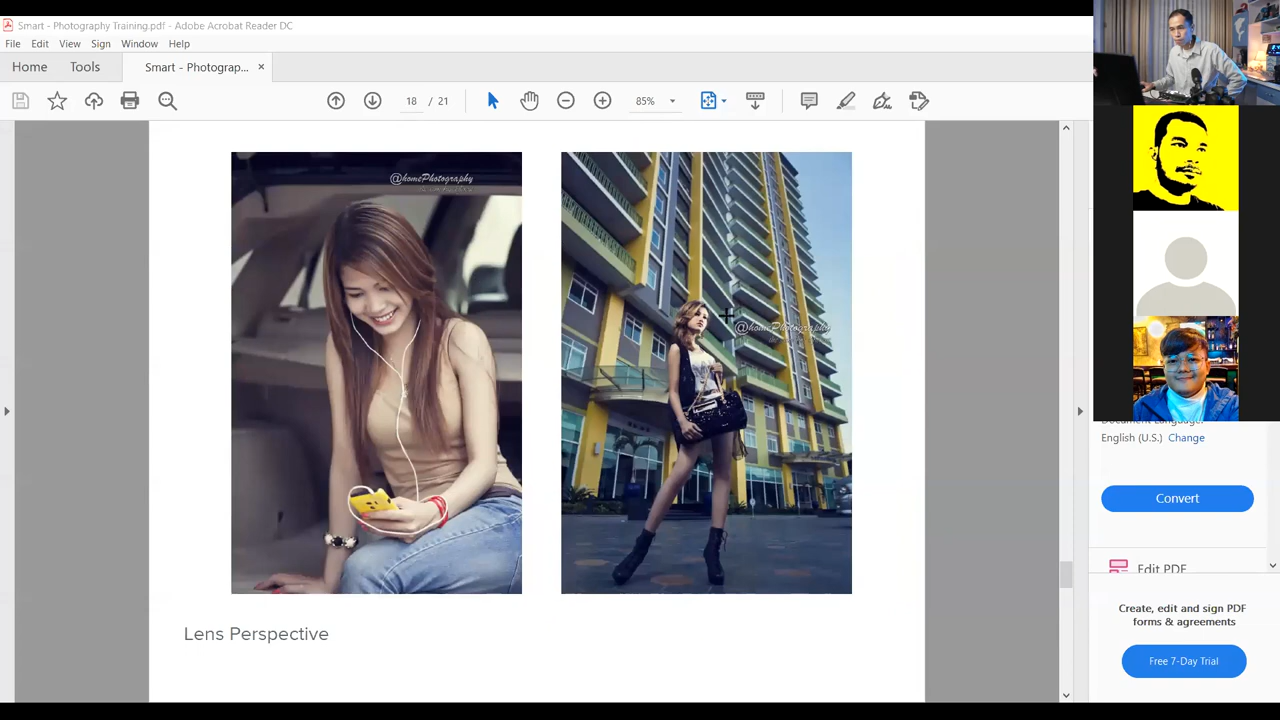 Smart - Photography Training.pdf - Adobe Acrobat Reader DC
File Edit View Sign Window Help
Home Tools Smart - Photograp... ×
18 / 21 85%
@homePhotography
@homePhotography
Lens Perspective
English (U.S.) Change
Convert
Edit PDF
Create, edit and sign PDF
forms & agreements
Free 7-Day Trial